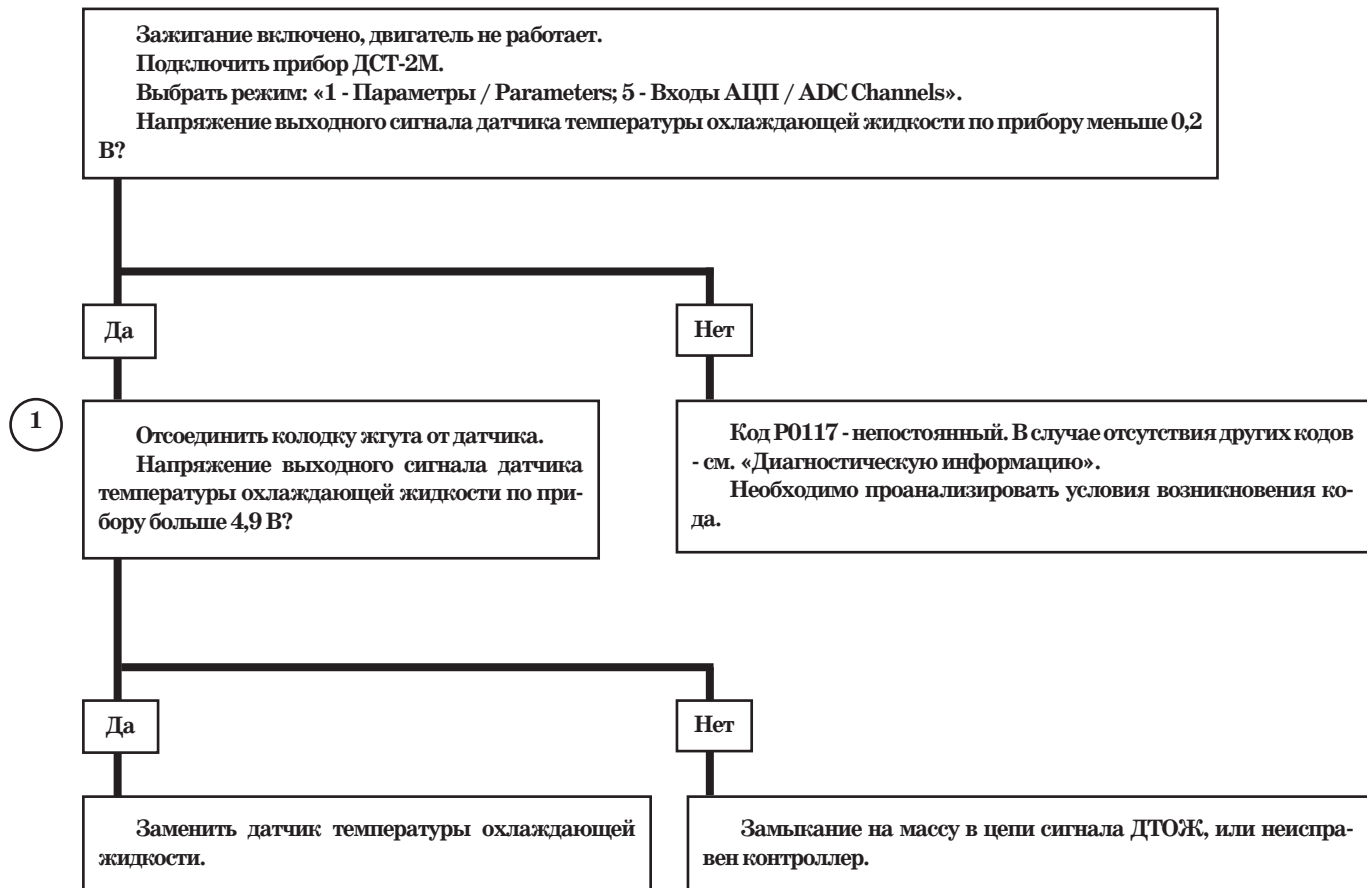 Зажигание включено, двигатель не работает.
Подключить прибор ДСТ-2М.
Выбрать режим: «1 - Параметры / Parameters; 5 - Входы АЦП / ADC Channels».
Напряжение выходного сигнала датчика температуры охлаждающей жидкости по прибору меньше 0,2
В?
Да
Нет
1
Отсоединить колодку жгута от датчика.
Напряжение выходного сигнала датчика
температуры охлаждающей жидкости по при-
бору больше 4,9 В?
Код Р0117 - непостоянный. В случае отсутствия других кодов
- см. «Диагностическую информацию».
Необходимо проанализировать условия возникновения ко-
да.
Да
Нет
Заменить датчик температуры охлаждающей
жидкости.
Замыкание на массу в цепи сигнала ДТОЖ, или неиспра-
вен контроллер.